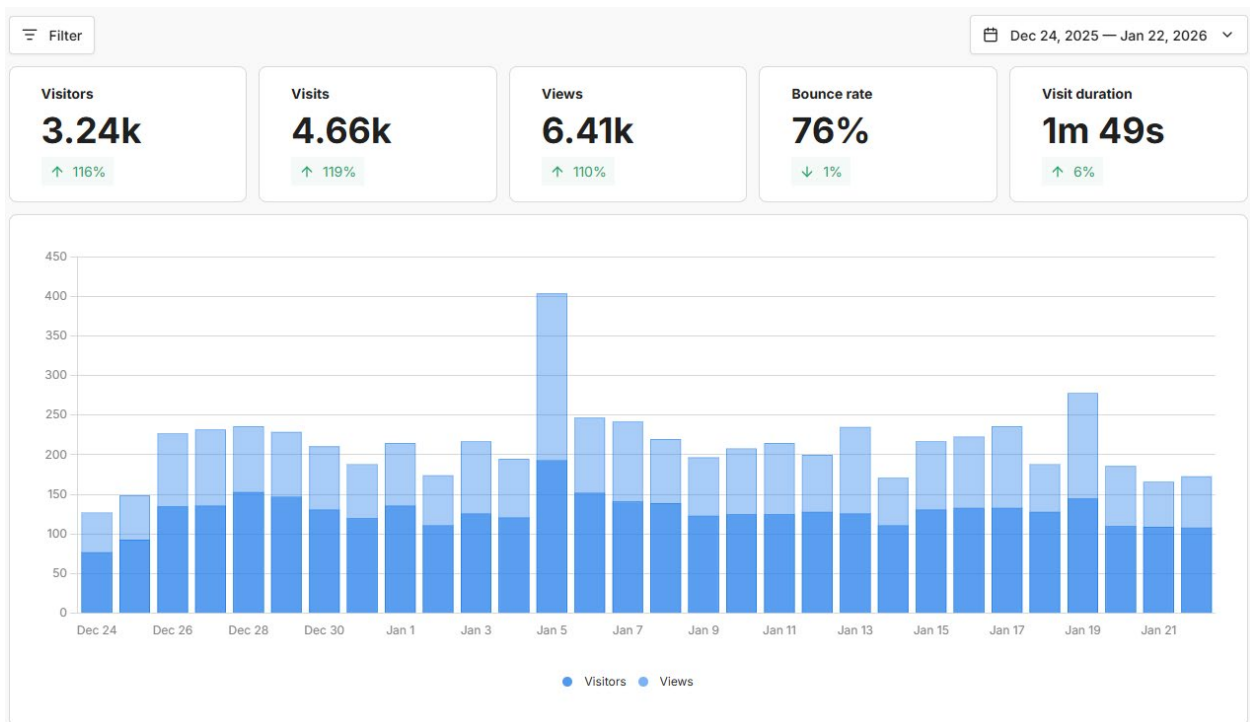 Filter
Dec 24, 2025 — Jan 22, 2026
Visitors
3.24k
↑ 116%
Visits
4.66k
↑ 119%
Views
6.41k
↑ 110%
Bounce rate
76%
↓ 1%
Visit duration
1m 49s
↑ 6%
450
400
350
300
250
200
150
100
50
0
Dec 24 Dec 26 Dec 28 Dec 30 Jan 1 Jan 3 Jan 5 Jan 7 Jan 9 Jan 11 Jan 13 Jan 15 Jan 17 Jan 19 Jan 21
Visitors Views